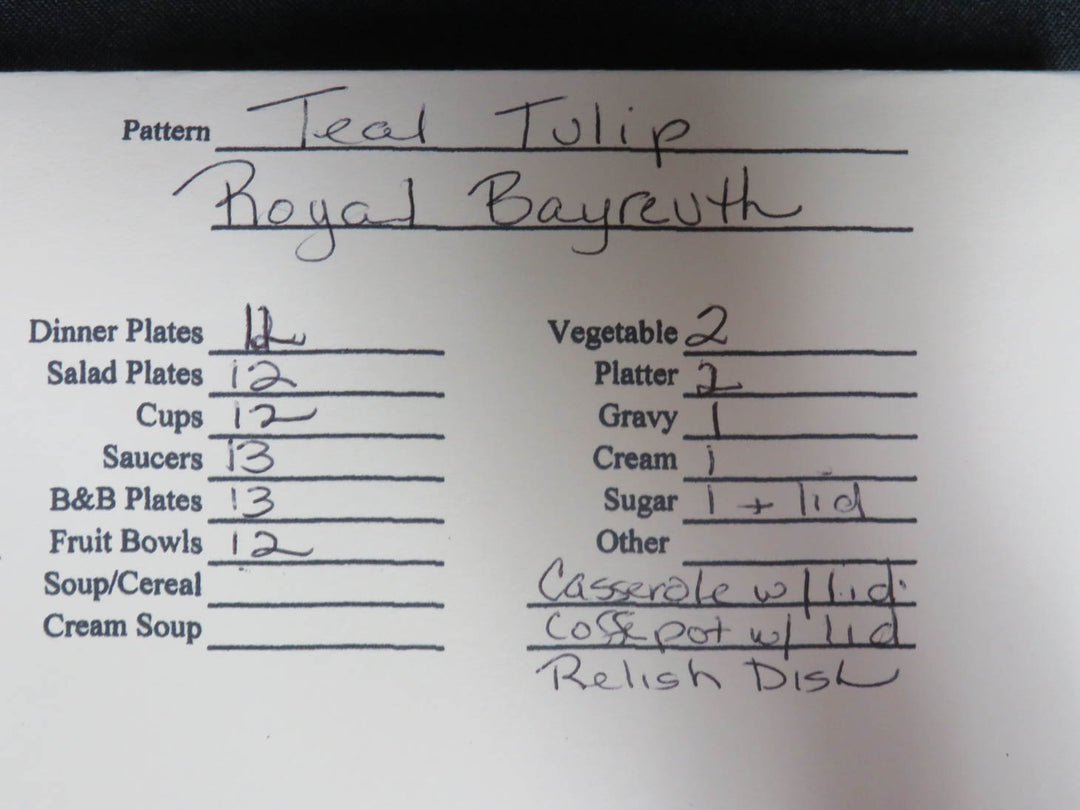 Pattern Teal Tulip
Royal Bayreuth
Dinner Plates 12
Salad Plates 12
Cups 12
Saucers 13
B&B Plates 13
Fruit Bowls 12
Soup/Cereal
Cream Soup
Vegetable 2
Platter 2
Gravy 1
Cream 1
Sugar 1 + lid
Other
Casserole w/ lid
Coffepot w/ lid
Relish Dish